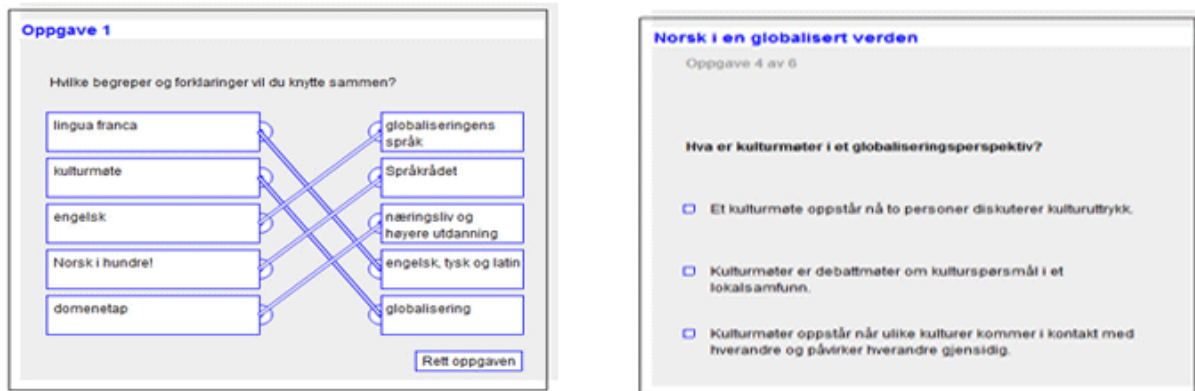 Oppgave 1
Hvilke begreper og forklaringer vil du knytte sammen?
lingua franca
kulturmøte
engelsk
Norsk i hundre!
domenetap
globaliseringens
språk
Språkrådet
næringsliv og
høyere utdanning
engelsk, tysk og latin
globalisering
Rett oppgaven
Norsk i en globalisert verden
Oppgave 4 av 6
Hva er kulturmøter i et globaliseringsperspektiv?
Et kulturmøte oppstår nå to personer diskuterer kulturuttrykk.
Kulturmøter er debattmøter om kulturspørsmål i et
lokalsamfunn.
Kulturmøter oppstår når ulike kulturer kommer i kontakt med
hverandre og påvirker hverandre gjensidig.